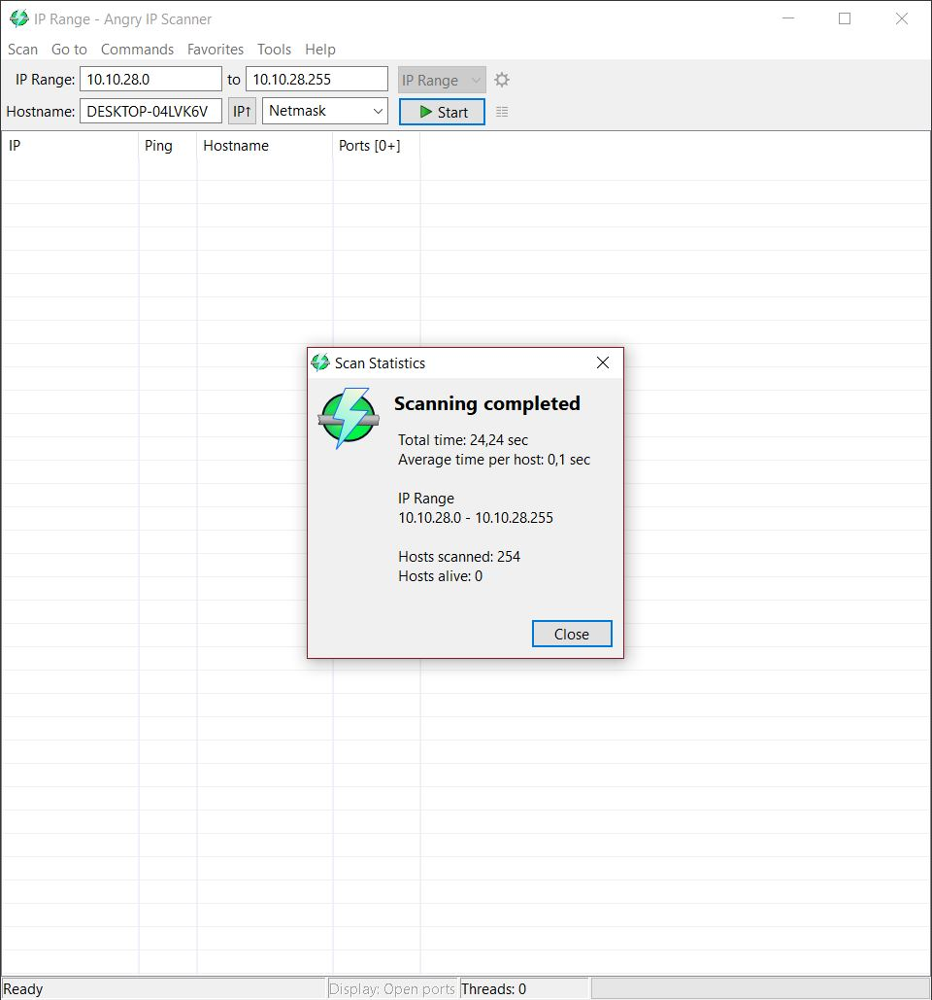 IP Range - Angry IP Scanner
Scan Go to Commands Favorites Tools Help
IP Range: 10.10.28.0 to 10.10.28.255 IP Range
Hostname: DESKTOP-04LVK6V IP↑ Netmask Start
IP Ping Hostname Ports [0+]
Scan Statistics
Scanning completed
Total time: 24,24 sec
Average time per host: 0,1 sec
IP Range
10.10.28.0 - 10.10.28.255
Hosts scanned: 254
Hosts alive: 0
Close
Ready Display: Open ports Threads: 0